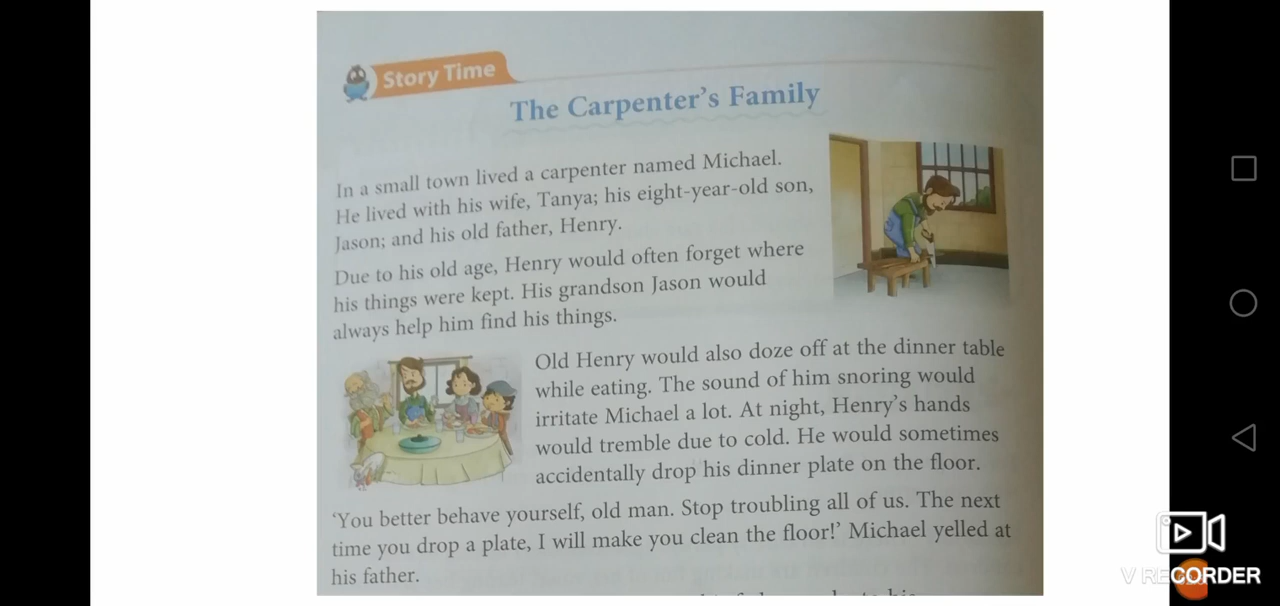 Story Time
The Carpenter's Family
In a small town lived a carpenter named Michael.
He lived with his wife, Tanya; his eight-year-old son,
Jason; and his old father, Henry.
Due to his old age, Henry would often forget where
his things were kept. His grandson Jason would
always help him find his things.
Old Henry would also doze off at the dinner table
while eating. The sound of him snoring would
irritate Michael a lot. At night, Henry's hands
would tremble due to cold. He would sometimes
accidentally drop his dinner plate on the floor.
‘You better behave yourself, old man. Stop troubling all of us. The next
time you drop a plate, I will make you clean the floor!’ Michael yelled at
his father.
V RECORDER